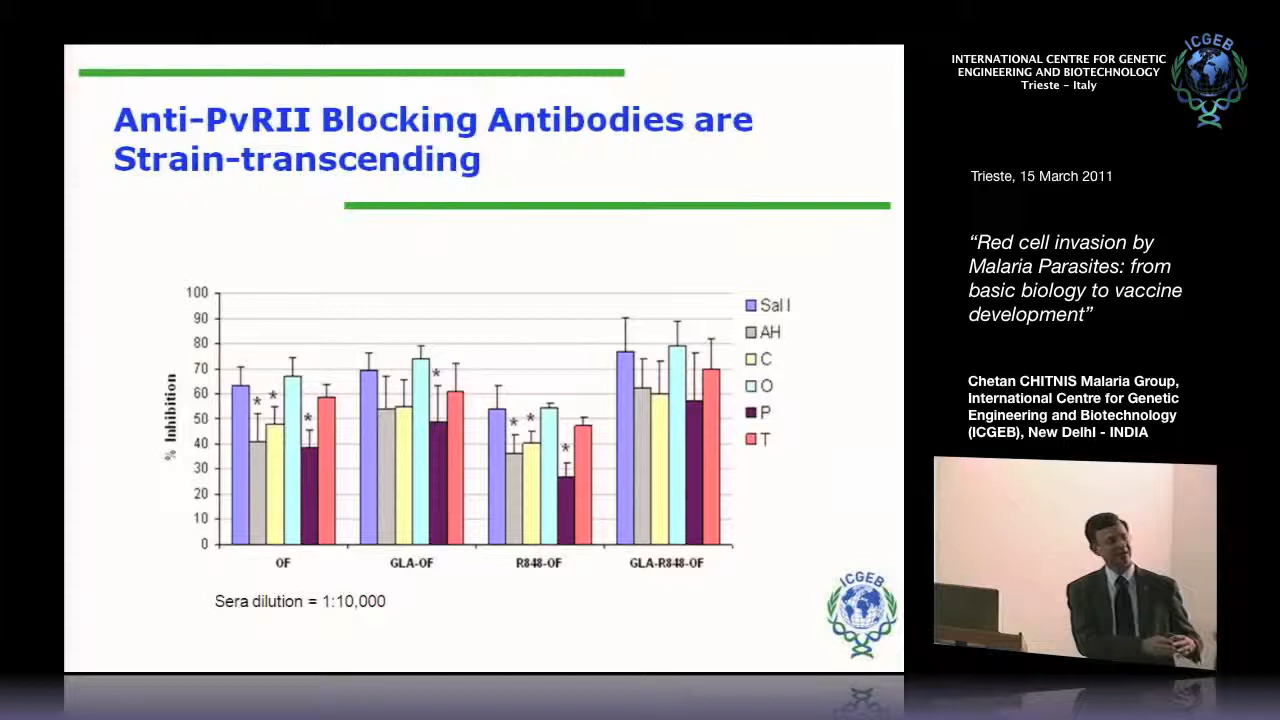 Anti-PvRII Blocking Antibodies are
Strain-transcending
% Inhibition
100
90
80
70
60
50
40
30
20
10
0
* * *
*
* * *
OF
GLA-OF
R848-OF
GLA-R848-OF
Sal I
AH
C
O
P
T
Sera dilution = 1:10,000
ICGEB
INTERNATIONAL CENTRE FOR GENETIC
ENGINEERING AND BIOTECHNOLOGY
Trieste - Italy
ICGEB
Trieste, 15 March 2011
“Red cell invasion by
Malaria Parasites: from
basic biology to vaccine
development”
Chetan CHITNIS Malaria Group,
International Centre for Genetic
Engineering and Biotechnology
(ICGEB), New Delhi - INDIA